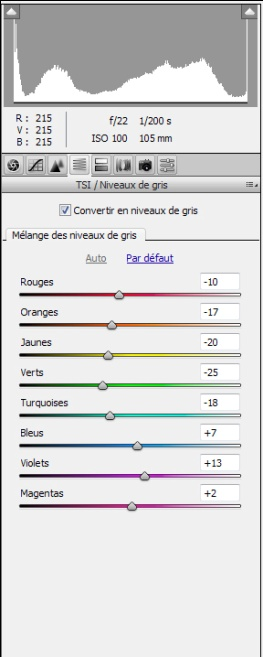 R : 215
V : 215
B : 215
f/22 1/200 s
ISO 100 105 mm
TSI / Niveaux de gris
Convertir en niveaux de gris
Mélange des niveaux de gris
Auto Par défaut
Rouges -10
Oranges -17
Jaunes -20
Verts -25
Turquoises -18
Bleus +7
Violets +13
Magentas +2